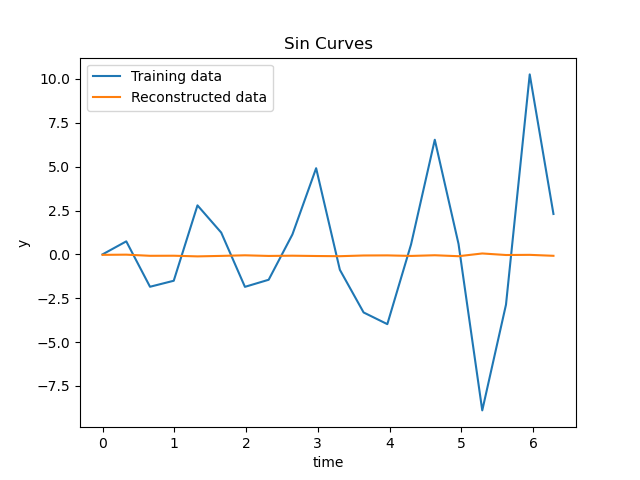 Sin Curves
Training data
Reconstructed data
10.0
7.5
5.0
2.5
0.0
−2.5
−5.0
−7.5
y
0 1 2 3 4 5 6
time